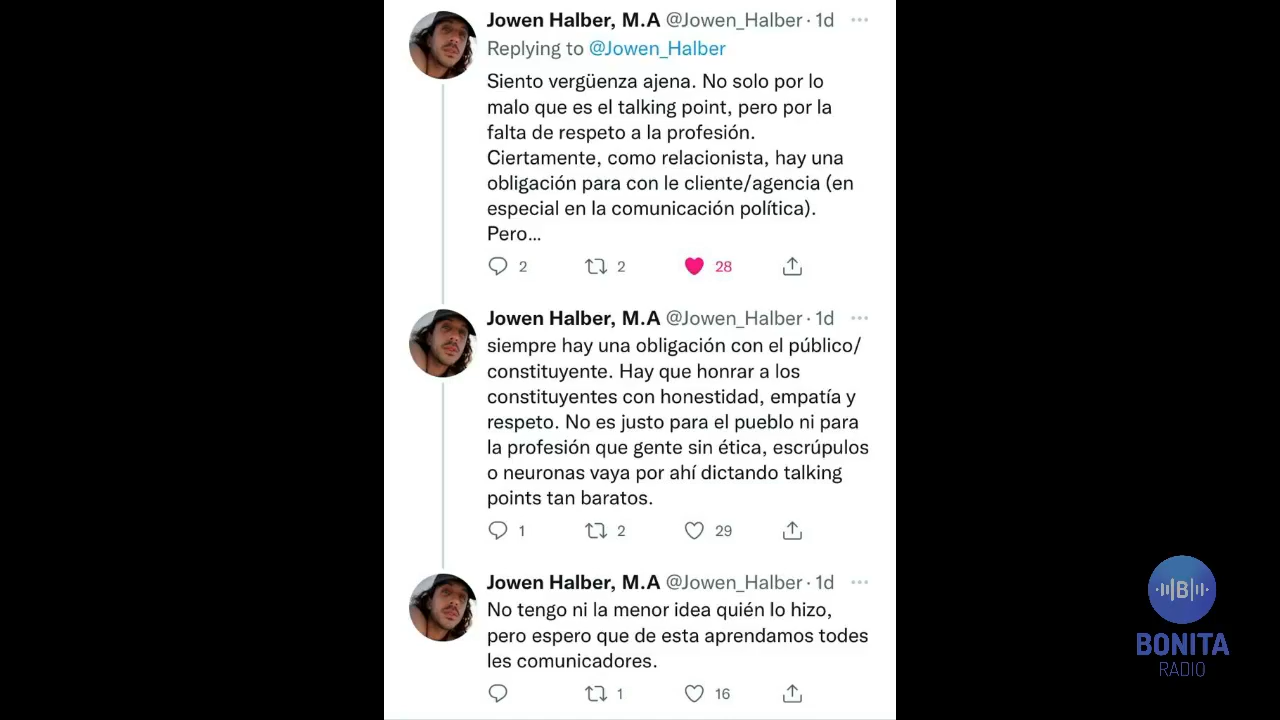 Jowen Halber, M.A @Jowen_Halber · 1d
Replying to @Jowen_Halber
Siento vergüenza ajena. No solo por lo
malo que es el talking point, pero por la
falta de respeto a la profesión.
Ciertamente, como relacionista, hay una
obligación para con le cliente/agencia (en
especial en la comunicación política).
Pero...
2 2 28
Jowen Halber, M.A @Jowen_Halber · 1d
siempre hay una obligación con el público/
constituyente. Hay que honrar a los
constituyentes con honestidad, empatía y
respeto. No es justo para el pueblo ni para
la profesión que gente sin ética, escrúpulos
o neuronas vaya por ahí dictando talking
points tan baratos.
1 2 29
Jowen Halber, M.A @Jowen_Halber · 1d
No tengo ni la menor idea quién lo hizo,
pero espero que de esta aprendamos todes
les comunicadores.
1 16
B
BONITA
RADIO